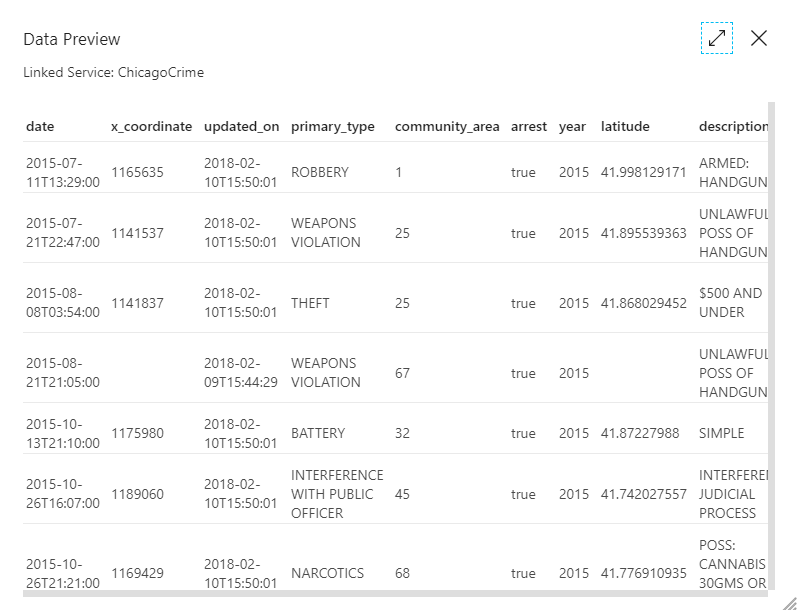 Data Preview
Linked Service: ChicagoCrime
date x_coordinate updated_on primary_type community_area arrest year latitude description
2015-07-11T13:29:00 1165635 2018-02-10T15:50:01 ROBBERY 1 true 2015 41.998129171 ARMED: HANDGUN
2015-07-21T22:47:00 1141537 2018-02-10T15:50:01 WEAPONS VIOLATION 25 true 2015 41.895539363 UNLAWFUL POSS OF HANDGUN
2015-08-08T03:54:00 1141837 2018-02-10T15:50:01 THEFT 25 true 2015 41.868029452 $500 AND UNDER
2015-08-21T21:05:00 2018-02-09T15:44:29 WEAPONS VIOLATION 67 true 2015 UNLAWFUL POSS OF HANDGUN
2015-10-13T21:10:00 1175980 2018-02-10T15:50:01 BATTERY 32 true 2015 41.87227988 SIMPLE
2015-10-26T16:07:00 1189060 2018-02-10T15:50:01 INTERFERENCE WITH PUBLIC OFFICER 45 true 2015 41.742027557 INTERFERE JUDICIAL PROCESS
2015-10-26T21:21:00 1169429 2018-02-10T15:50:01 NARCOTICS 68 true 2015 41.776910935 POSS: CANNABIS 30GMS OR